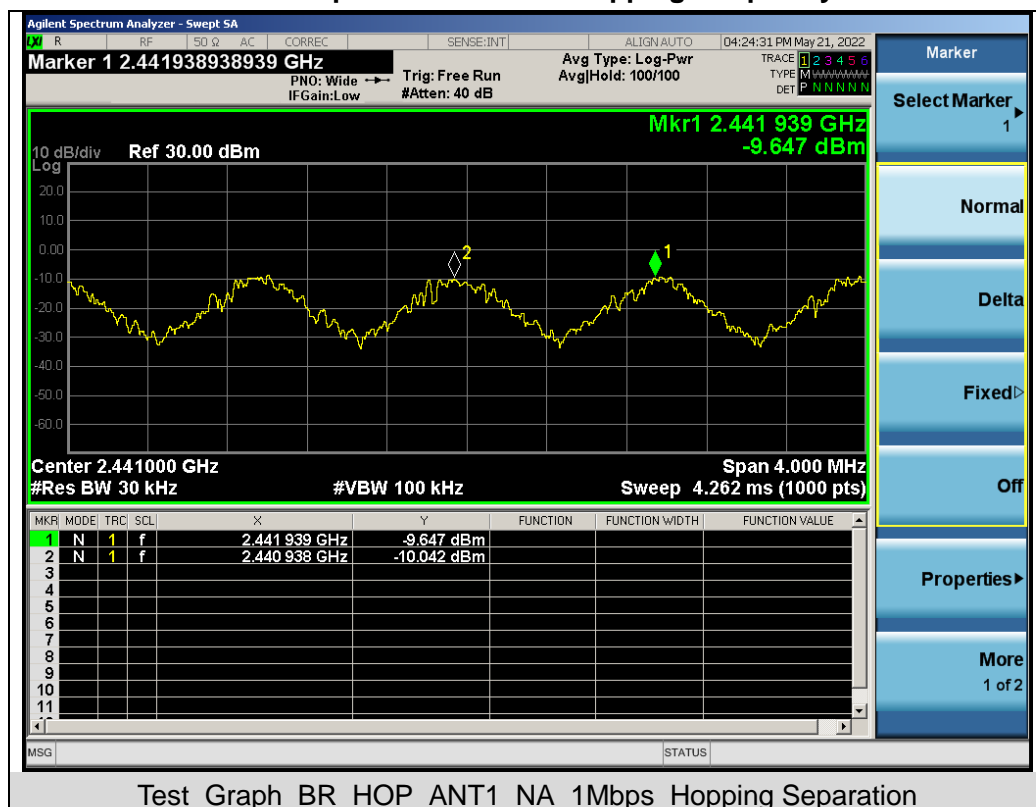 Agilent Spectrum Analyzer - Swept SA
LXI R RF 50 Ω AC CORREC SENSE:INT ALIGN AUTO 04:24:31 PM May 21, 2022
Marker 1 2.441938938939 GHz
PNO: Wide
IFGain:Low
Trig: Free Run
#Atten: 40 dB
Avg Type: Log-Pwr
Avg|Hold: 100/100
TRACE 1 2 3 4 5 6
TYPE M
DET P N N N N N
Mkr1 2.441 939 GHz
-9.647 dBm
10 dB/div Ref 30.00 dBm
Log
20.0
10.0
0.00
-10.0
-20.0
-30.0
-40.0
-50.0
-60.0
2
1
Center 2.441000 GHz Span 4.000 MHz
#Res BW 30 kHz #VBW 100 kHz Sweep 4.262 ms (1000 pts)
MKR MODE TRC SCL X Y FUNCTION FUNCTION WIDTH FUNCTION VALUE
1 N 1 f 2.441 939 GHz -9.647 dBm
2 N 1 f 2.440 938 GHz -10.042 dBm
3
4
5
6
7
8
9
10
11
MSG STATUS
Marker
Select Marker
1
Normal
Delta
Fixed
Off
Properties
More
1 of 2
Test_Graph_BR_HOP_ANT1_NA_1Mbps_Hopping Separation